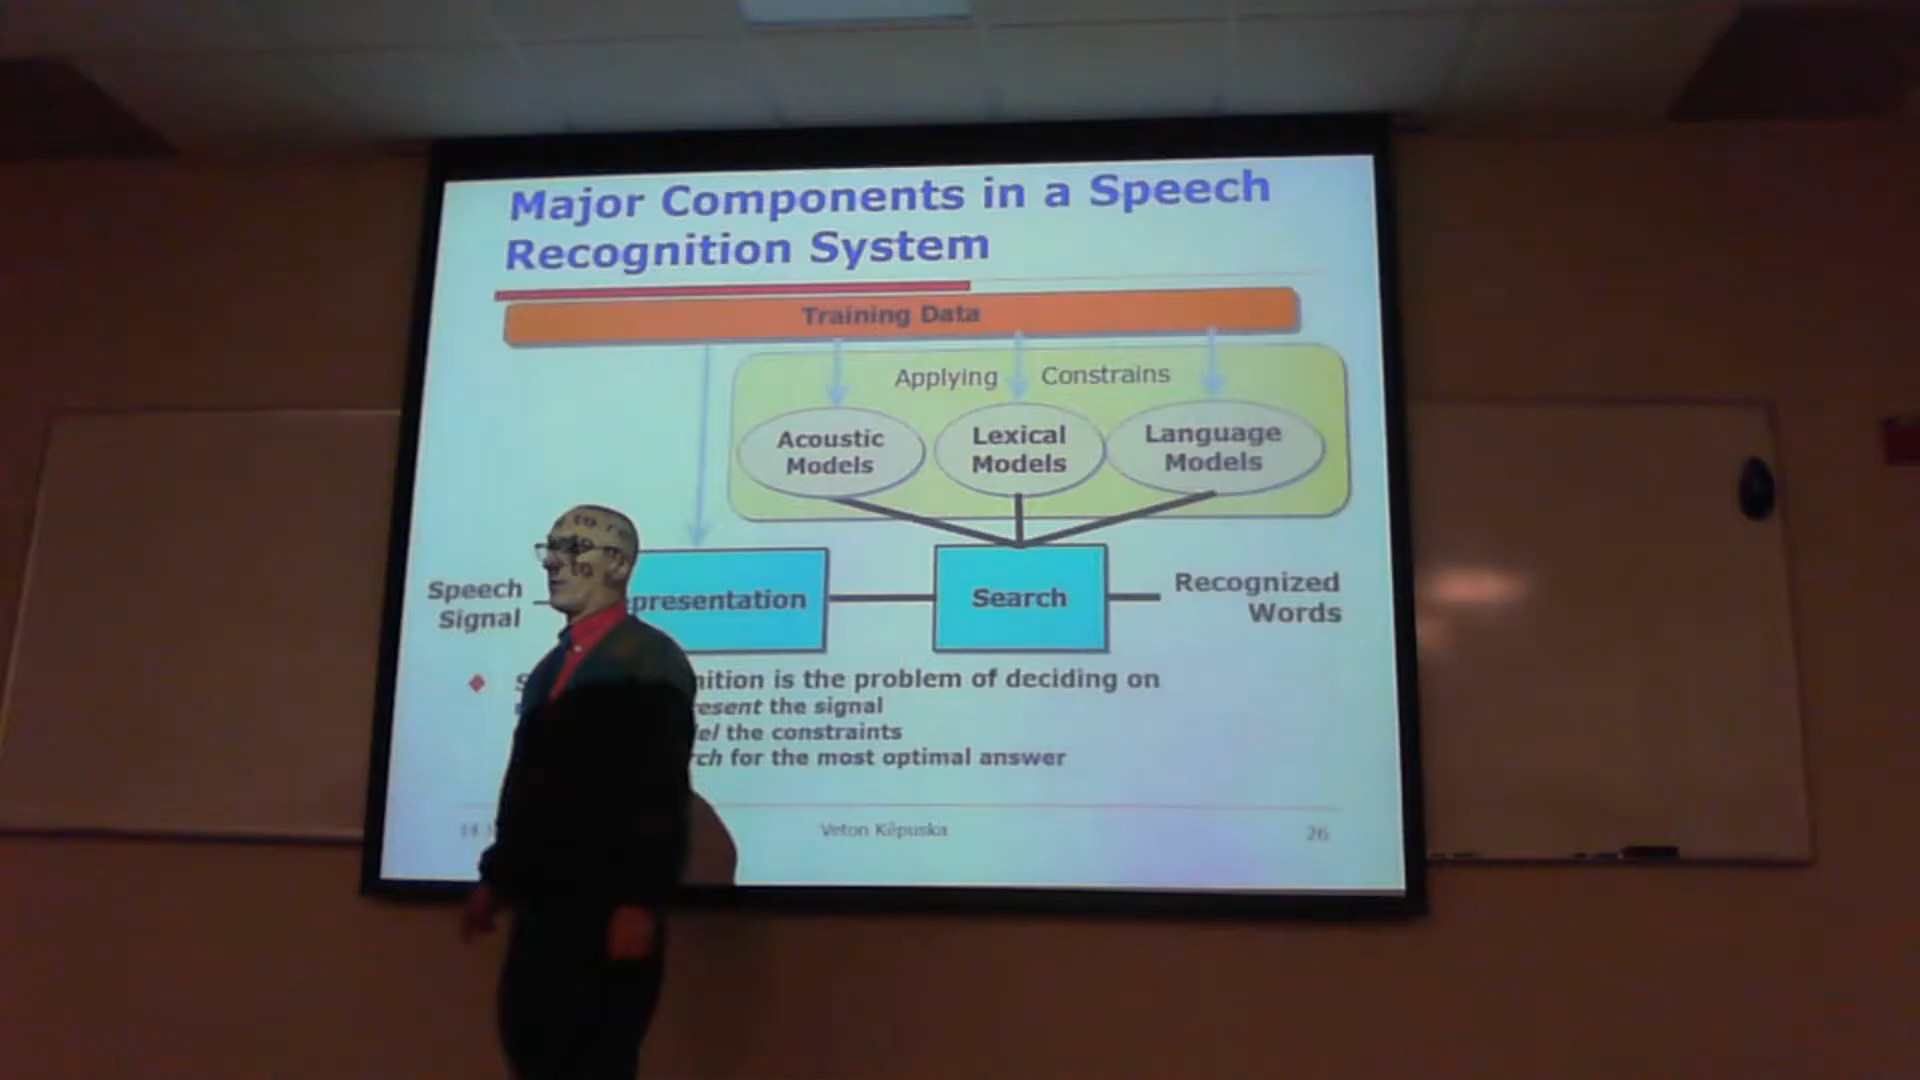 Major Components in a Speech
Recognition System
Training Data
Applying Constrains
Acoustic
Models
Lexical
Models
Language
Models
Speech
Signal
presentation
Search
Recognized
Words
nition is the problem of deciding on
resent the signal
el the constraints
rch for the most optimal answer
Veton Këpuska
26